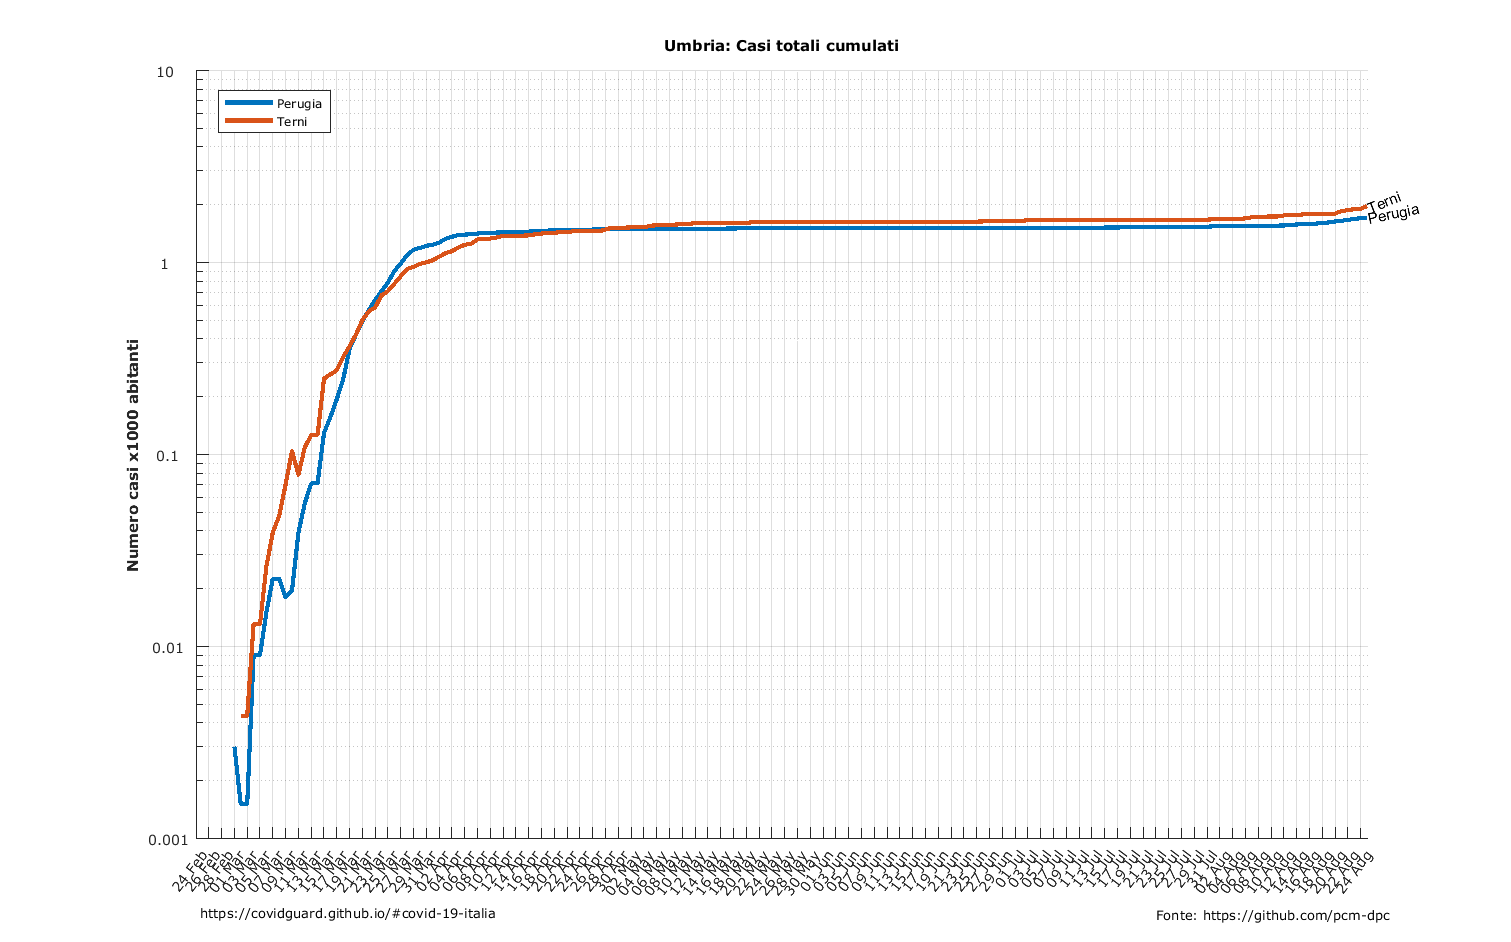 Umbria: Casi totali cumulati
Perugia
Terni
10
1
0.1
0.01
0.001
Numero casi x1000 abitanti
Terni
Perugia
24 Feb
26 Feb
28 Feb
01 Mar
03 Mar
05 Mar
07 Mar
09 Mar
11 Mar
13 Mar
15 Mar
17 Mar
19 Mar
21 Mar
23 Mar
25 Mar
27 Mar
29 Mar
31 Mar
02 Apr
04 Apr
06 Apr
08 Apr
10 Apr
12 Apr
14 Apr
16 Apr
18 Apr
20 Apr
22 Apr
24 Apr
26 Apr
28 Apr
30 Apr
02 May
04 May
06 May
08 May
10 May
12 May
14 May
16 May
18 May
20 May
22 May
24 May
26 May
28 May
30 May
01 Jun
03 Jun
05 Jun
07 Jun
09 Jun
11 Jun
13 Jun
15 Jun
17 Jun
19 Jun
21 Jun
23 Jun
25 Jun
27 Jun
29 Jun
01 Jul
03 Jul
05 Jul
07 Jul
09 Jul
11 Jul
13 Jul
15 Jul
17 Jul
19 Jul
21 Jul
23 Jul
25 Jul
27 Jul
29 Jul
31 Jul
02 Aug
04 Aug
06 Aug
08 Aug
10 Aug
12 Aug
14 Aug
16 Aug
18 Aug
20 Aug
22 Aug
24 Aug
https://covidguard.github.io/#covid-19-italia
Fonte: https://github.com/pcm-dpc